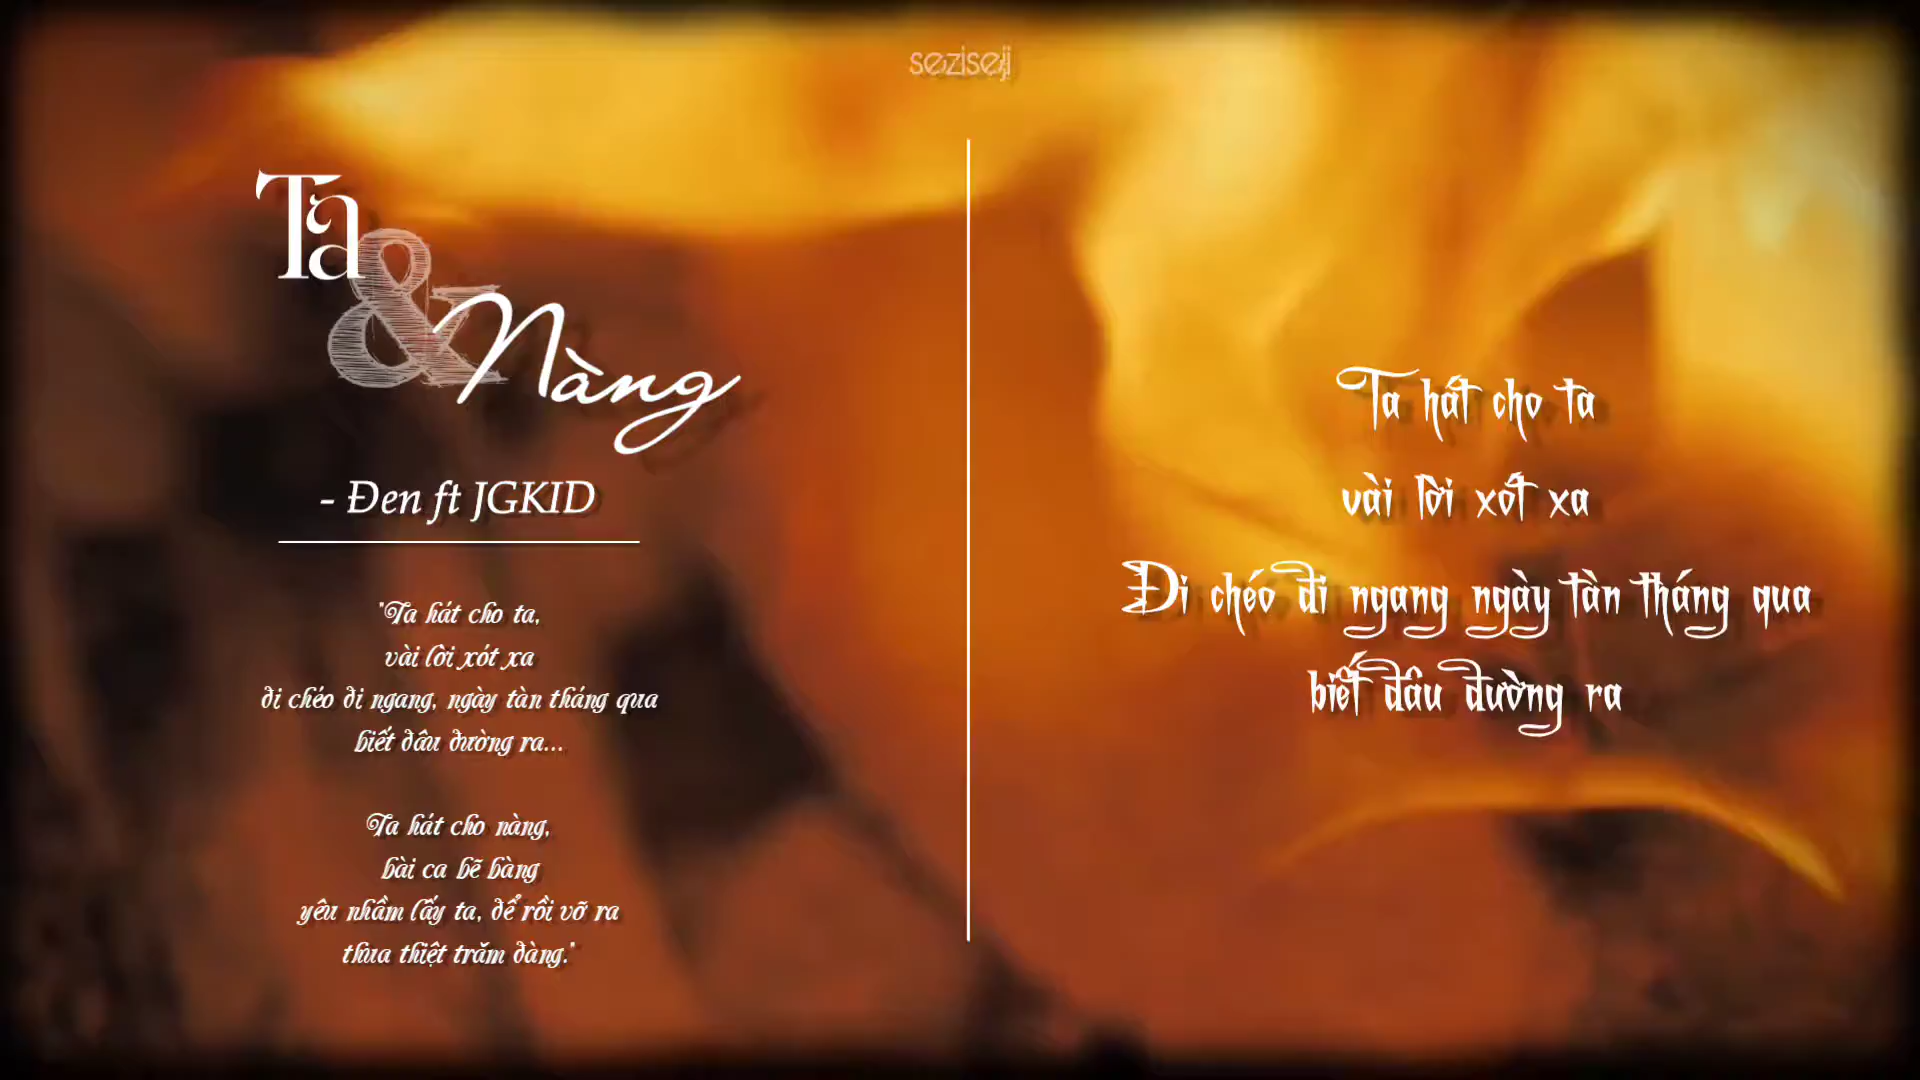 seziseji
Ta
&
Nàng
- Đen ft JGKID
"Ta hát cho ta,
vài lời xót xa
đi chéo đi ngang, ngày tàn tháng qua
biết đâu đường ra...
Ta hát cho nàng,
bài ca bẽ bàng
yêu nhầm lấy ta, để rồi vỡ ra
thua thiệt trăm đàng."
Ta hát cho ta
vài lời xót xa
Đi chéo đi ngang ngày tàn tháng qua
biết đâu đường ra